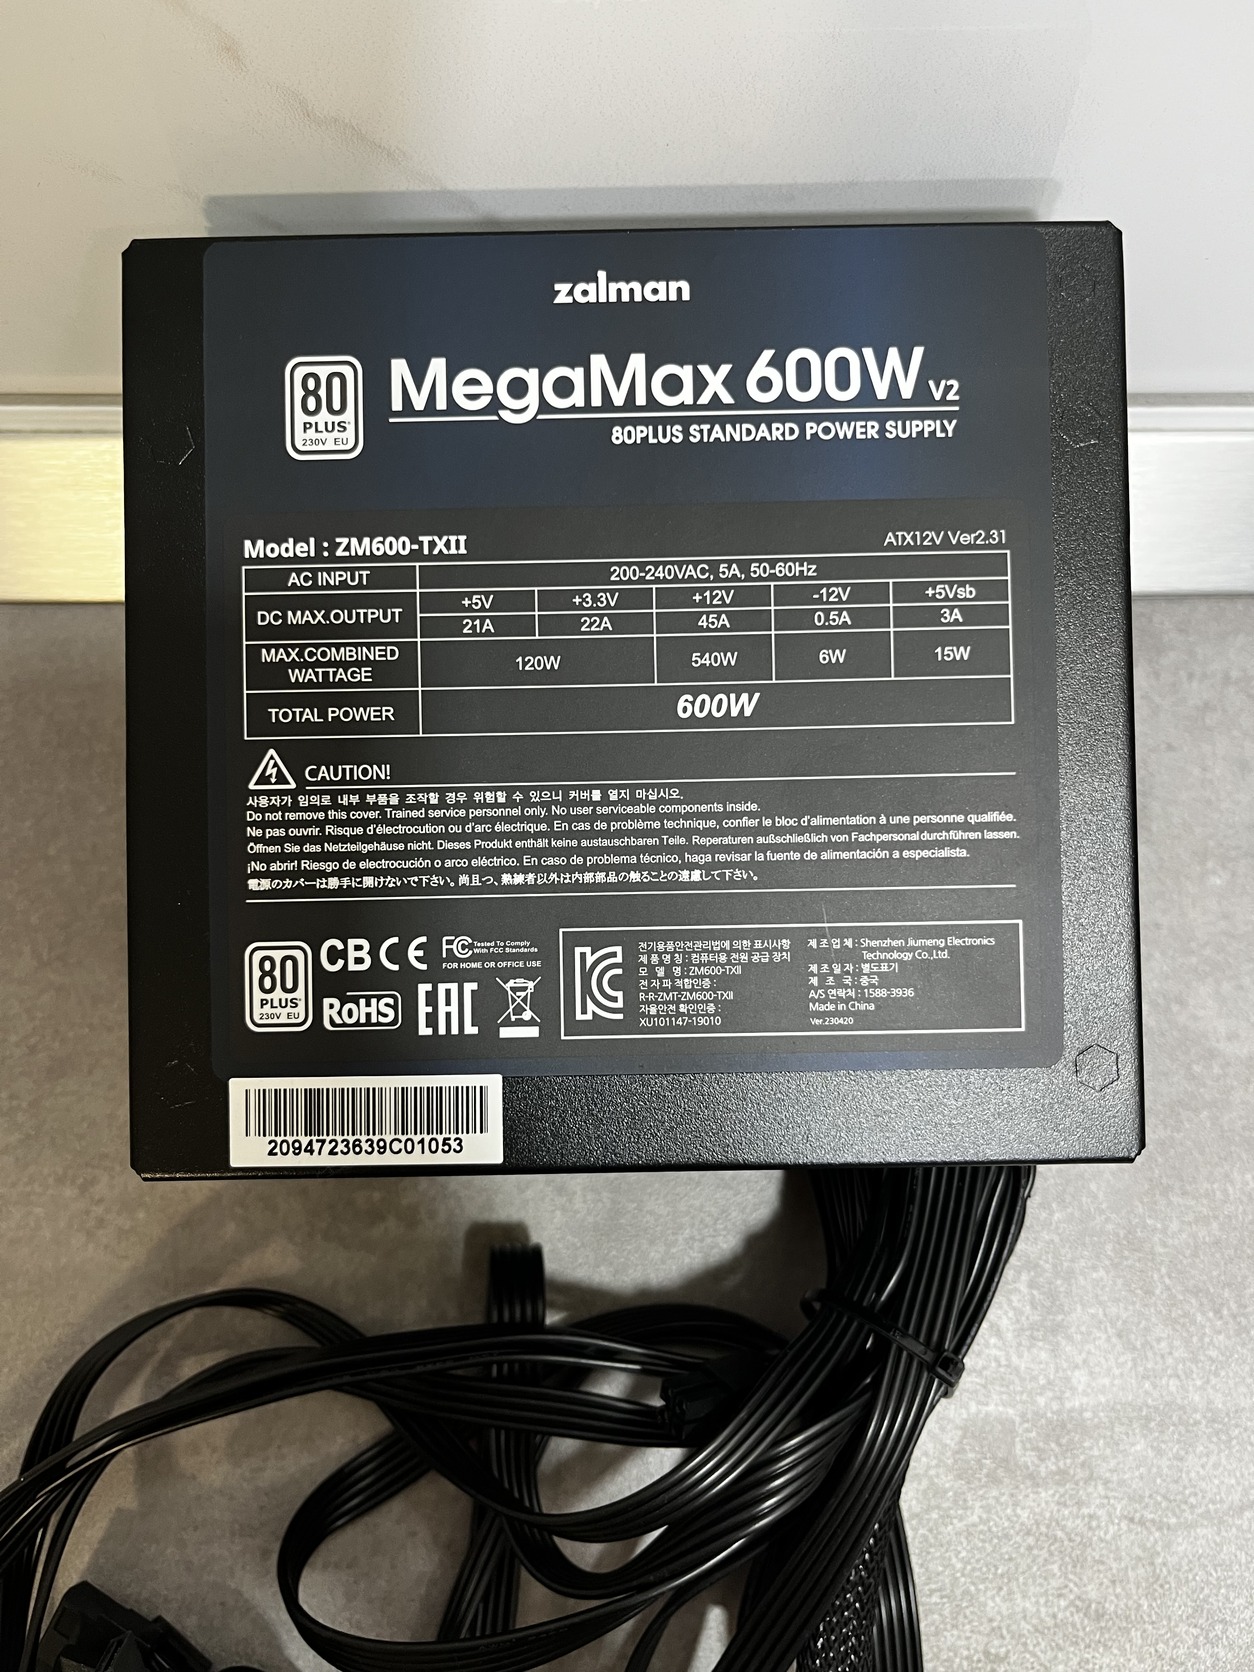 zalman
80 PLUS 230V EU
MegaMax 600W V2
80PLUS STANDARD POWER SUPPLY
Model : ZM600-TXII
ATX12V Ver2.31
AC INPUT 200-240VAC, 5A, 50-60Hz
DC MAX.OUTPUT +5V +3.3V +12V -12V +5Vsb
21A 22A 45A 0.5A 3A
MAX.COMBINED WATTAGE 120W 540W 6W 15W
TOTAL POWER 600W
CAUTION!
사용자가 임의로 내부 부품을 조작할 경우 위험할 수 있으니 커버를 열지 마십시오.
Do not remove this cover. Trained service personnel only. No user serviceable components inside.
Ne pas ouvrir. Risque d'électrocution ou d'arc électrique. En cas de problème technique, confier le bloc d'alimentation à une personne qualifiée.
Öffnen Sie das Netzteilgehäuse nicht. Dieses Produkt enthält keine austauschbaren Teile. Reperaturen außschließlich von Fachpersonal durchführen lassen.
¡No abrir! Riesgo de electrocución o arco eléctrico. En caso de problema técnico, haga revisar la fuente de alimentación a especialista.
電源のカバーは勝手に開けないで下さい。尚且つ、熟練者以外は内部部品の触ることの遠慮して下さい。
80 PLUS 230V EU
CB CE FC Tested To Comply
With FCC Standards
FOR HOME OR OFFICE USE
RoHS EAC
KC
전기용품안전관리법에 의한 표시사항
제 품 명 칭 : 컴퓨터용 전원 공급 장치
모 델 명 : ZM600-TXII
전 자 파 적합인증 :
R-R-ZMT-ZM600-TXII
자율안전 확인인증 :
XU101147-19010
제 조 업 체 : Shenzhen Jiumeng Electronics
Technology Co.,Ltd.
제 조 일 자 : 별도표기
제 조 국 : 중국
A/S 연락처 : 1588-3936
Made in China
Ver.230420
2094723639C01053